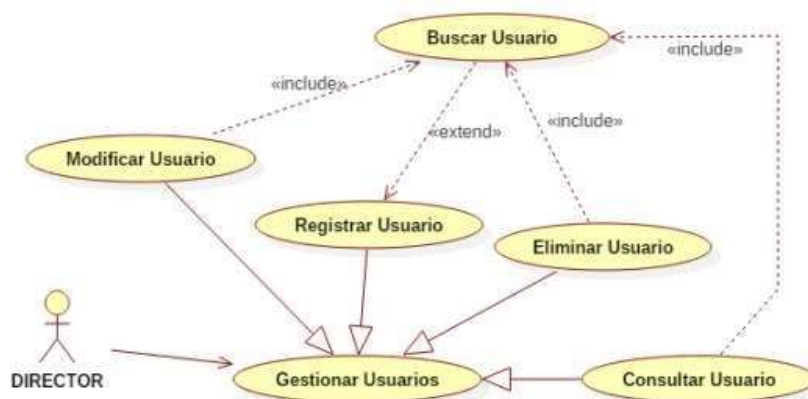 Buscar Usuario
«include»
«include»
«extend»
«include»
Modificar Usuario
Registrar Usuario
Eliminar Usuario
DIRECTOR
Gestionar Usuarios
Consultar Usuario